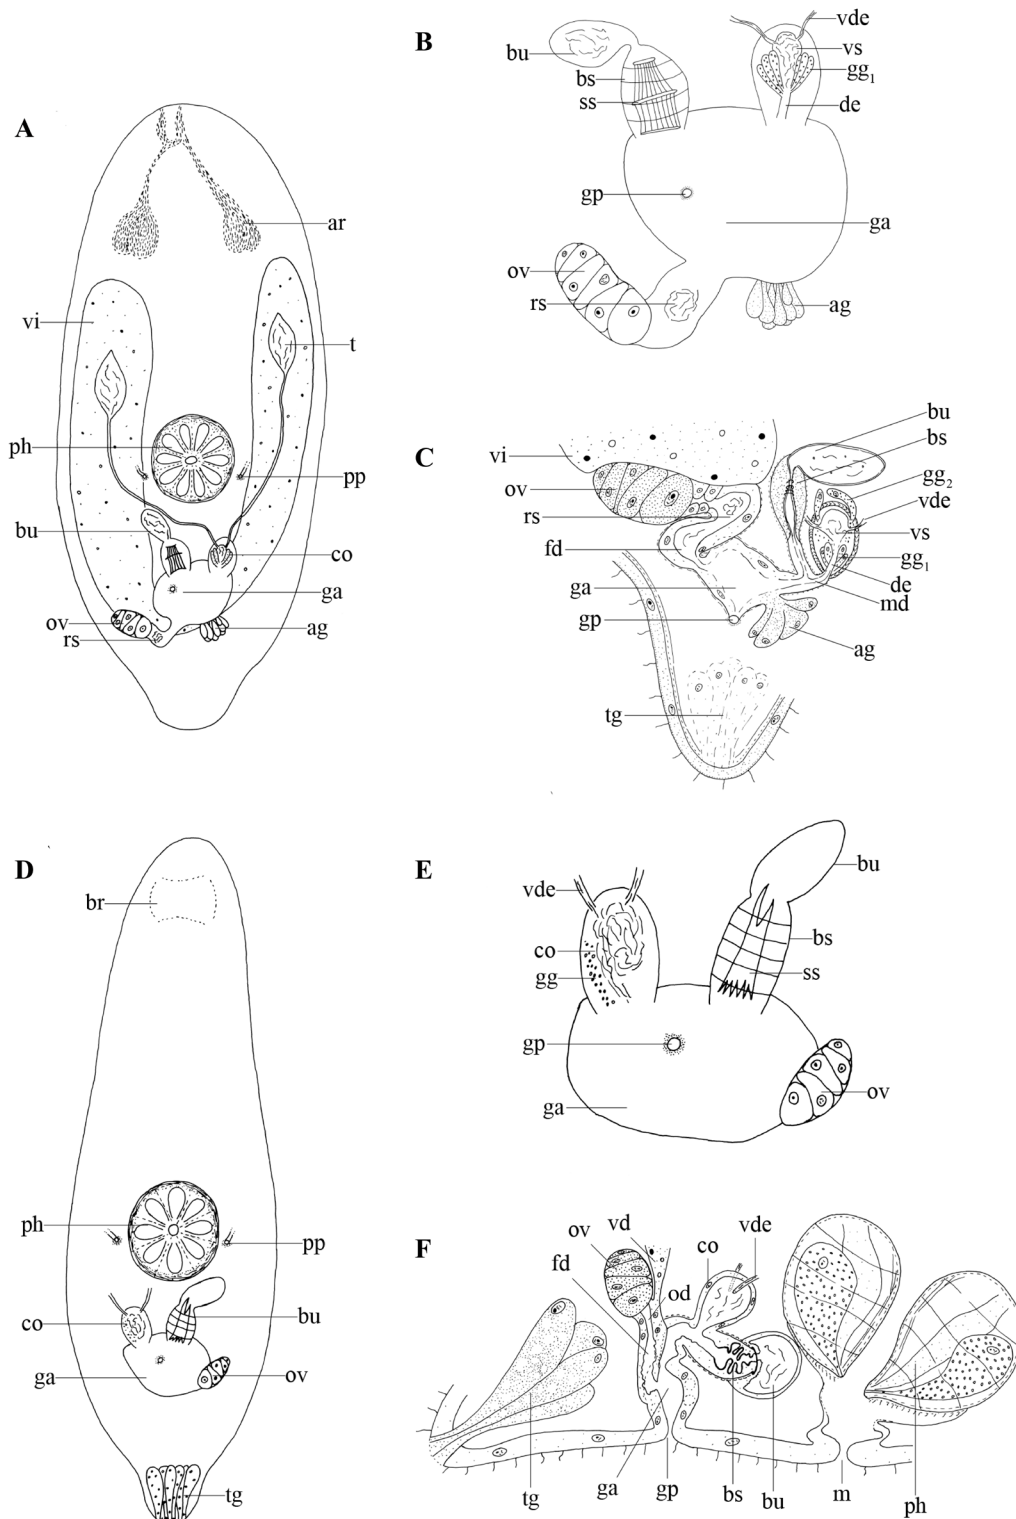 A
ar
vi
t
ph
pp
bu
co
ga
ov
ag
rs
B
vde
bu
vs
bs
gg1
ss
de
gp
ga
ov
rs
ag
C
bu
bs
vi
gg2
ov
vde
rs
vs
fd
gg1
de
ga
md
gp
ag
tg
D
br
ph
pp
co
bu
ga
ov
tg
E
bu
vde
co
bs
gg
ss
gp
ov
ga
F
ov
vd
co
vde
fd
od
tg
ga
gp
bs
bu
m
ph